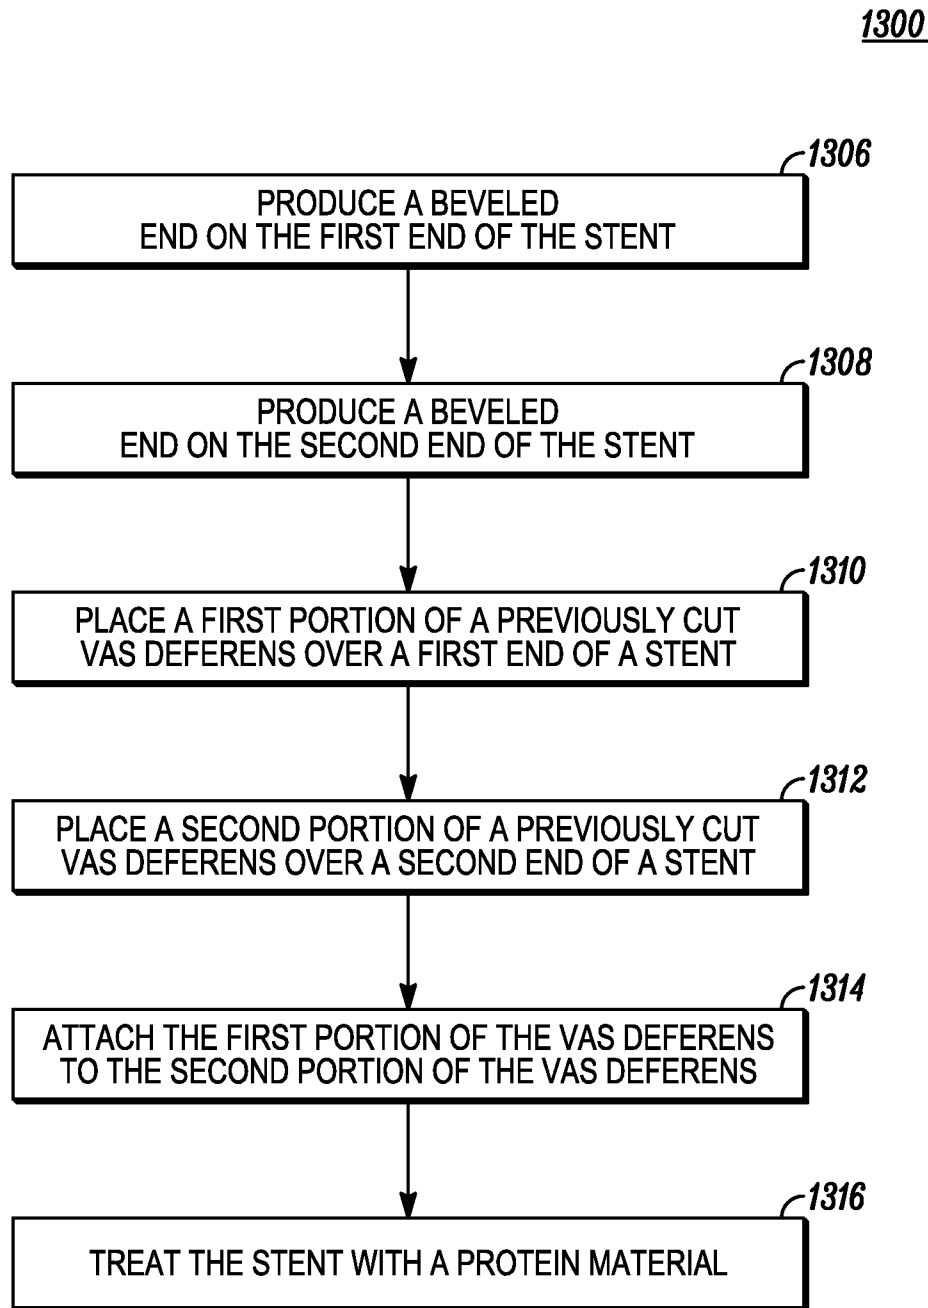 1300
1306
PRODUCE A BEVELED
END ON THE FIRST END OF THE STENT
1308
PRODUCE A BEVELED
END ON THE SECOND END OF THE STENT
1310
PLACE A FIRST PORTION OF A PREVIOUSLY CUT
VAS DEFERENS OVER A FIRST END OF A STENT
1312
PLACE A SECOND PORTION OF A PREVIOUSLY CUT
VAS DEFERENS OVER A SECOND END OF A STENT
1314
ATTACH THE FIRST PORTION OF THE VAS DEFERENS
TO THE SECOND PORTION OF THE VAS DEFERENS
1316
TREAT THE STENT WITH A PROTEIN MATERIAL